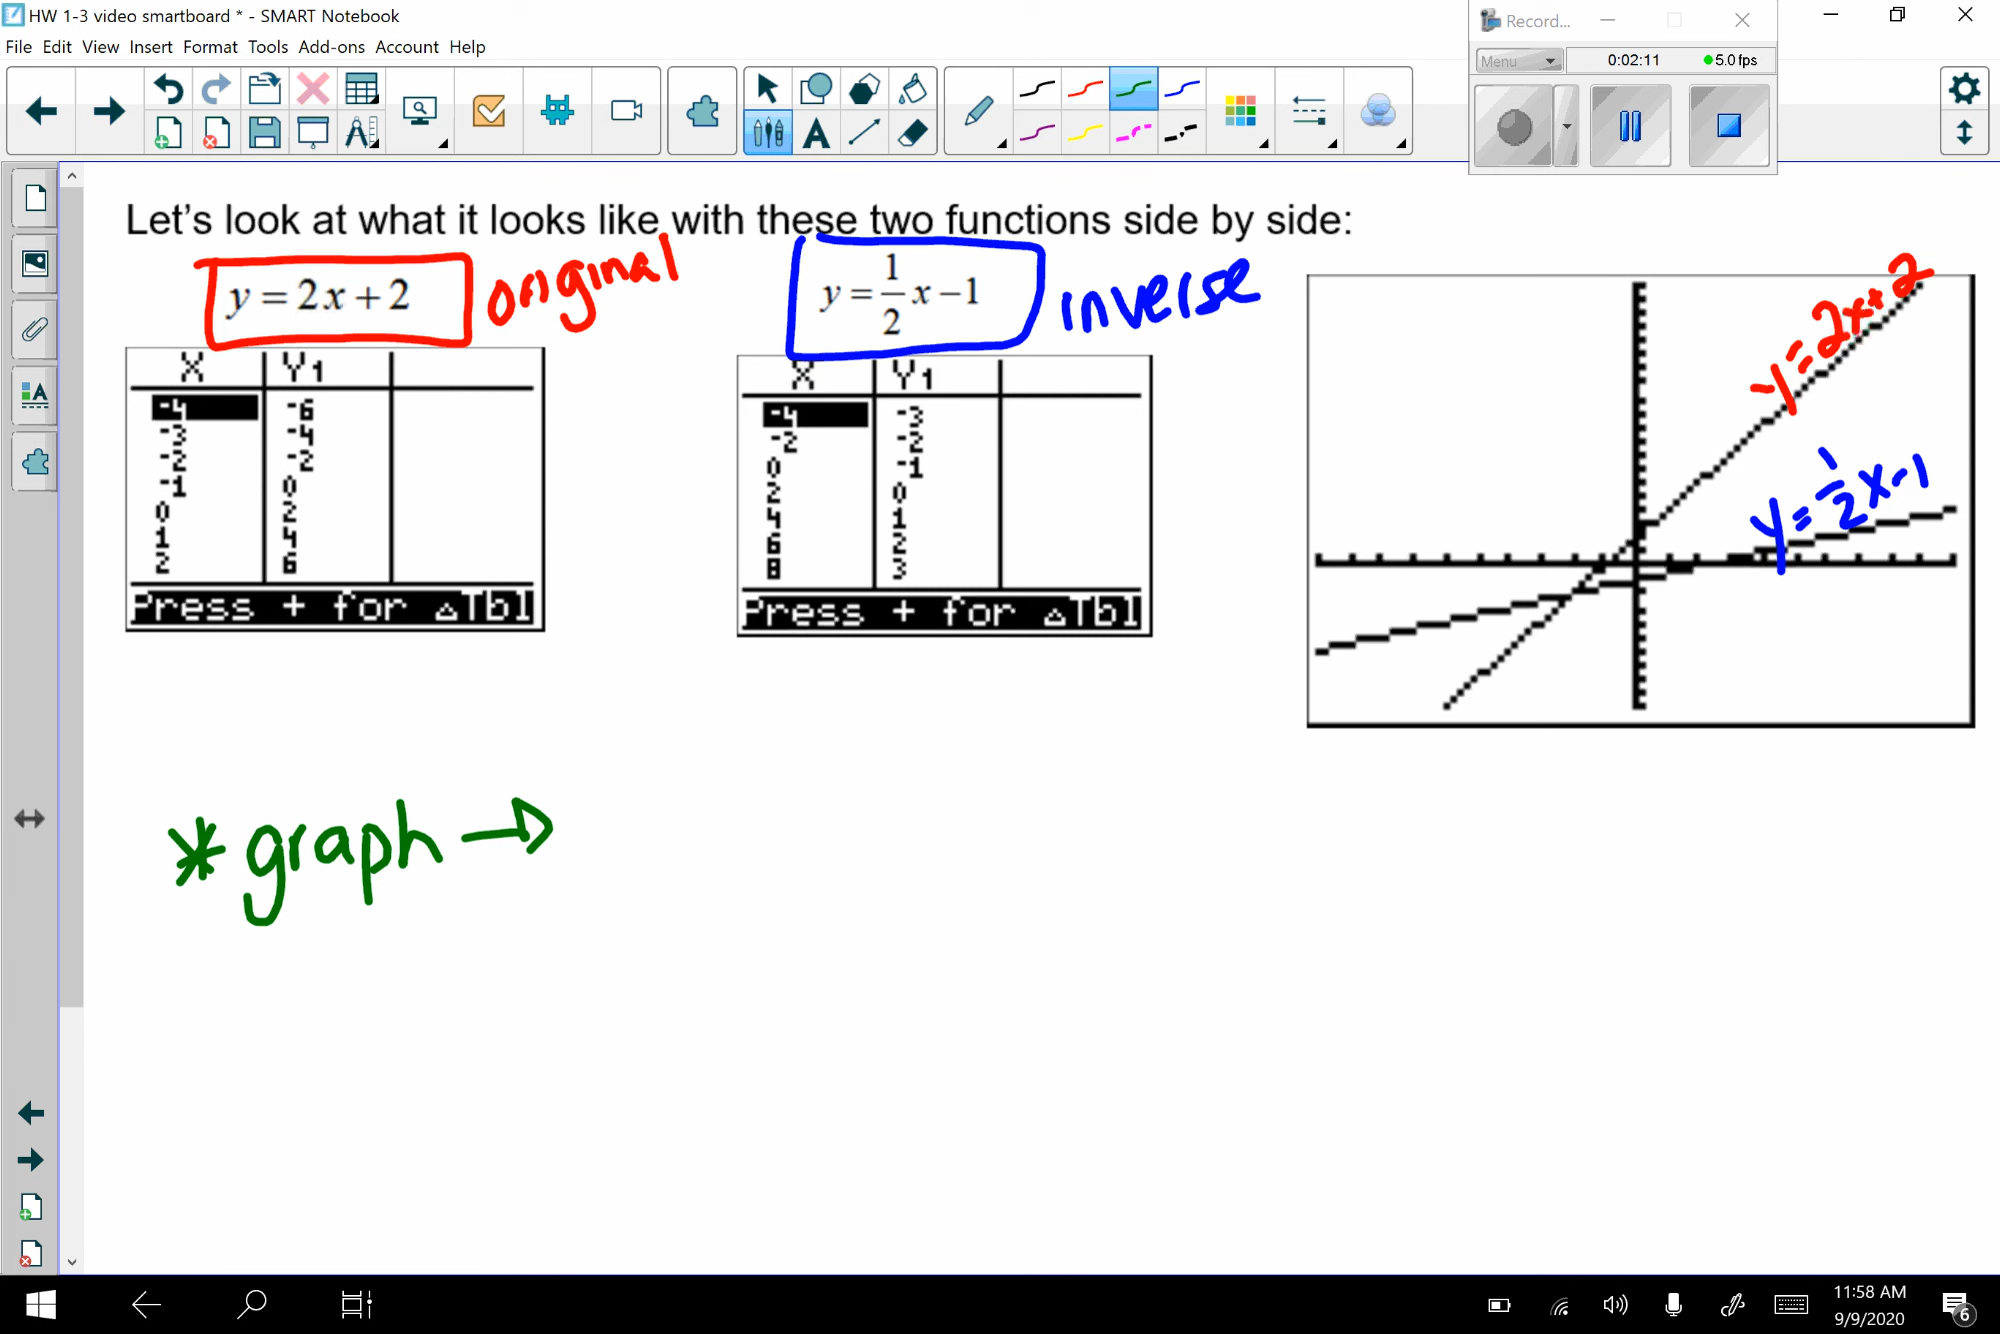 HW 1-3 video smartboard * - SMART Notebook
Record...
File Edit View Insert Format Tools Add-ons Account Help
Menu 0:02:11 5.0 fps
Let's look at what it looks like with these two functions side by side:
y = 2x + 2 original
y = 1/2 x − 1 inverse
X Y1
-4 -6
-3 -4
-2 -2
-1 0
0 2
1 4
2 6
Press + for △Tbl
X Y1
-4 -3
-2 -2
0 -1
2 0
4 1
6 2
8 3
Press + for △Tbl
y = 2x + 2
y = 1/2 x - 1
* graph →
11:58 AM
9/9/2020
6